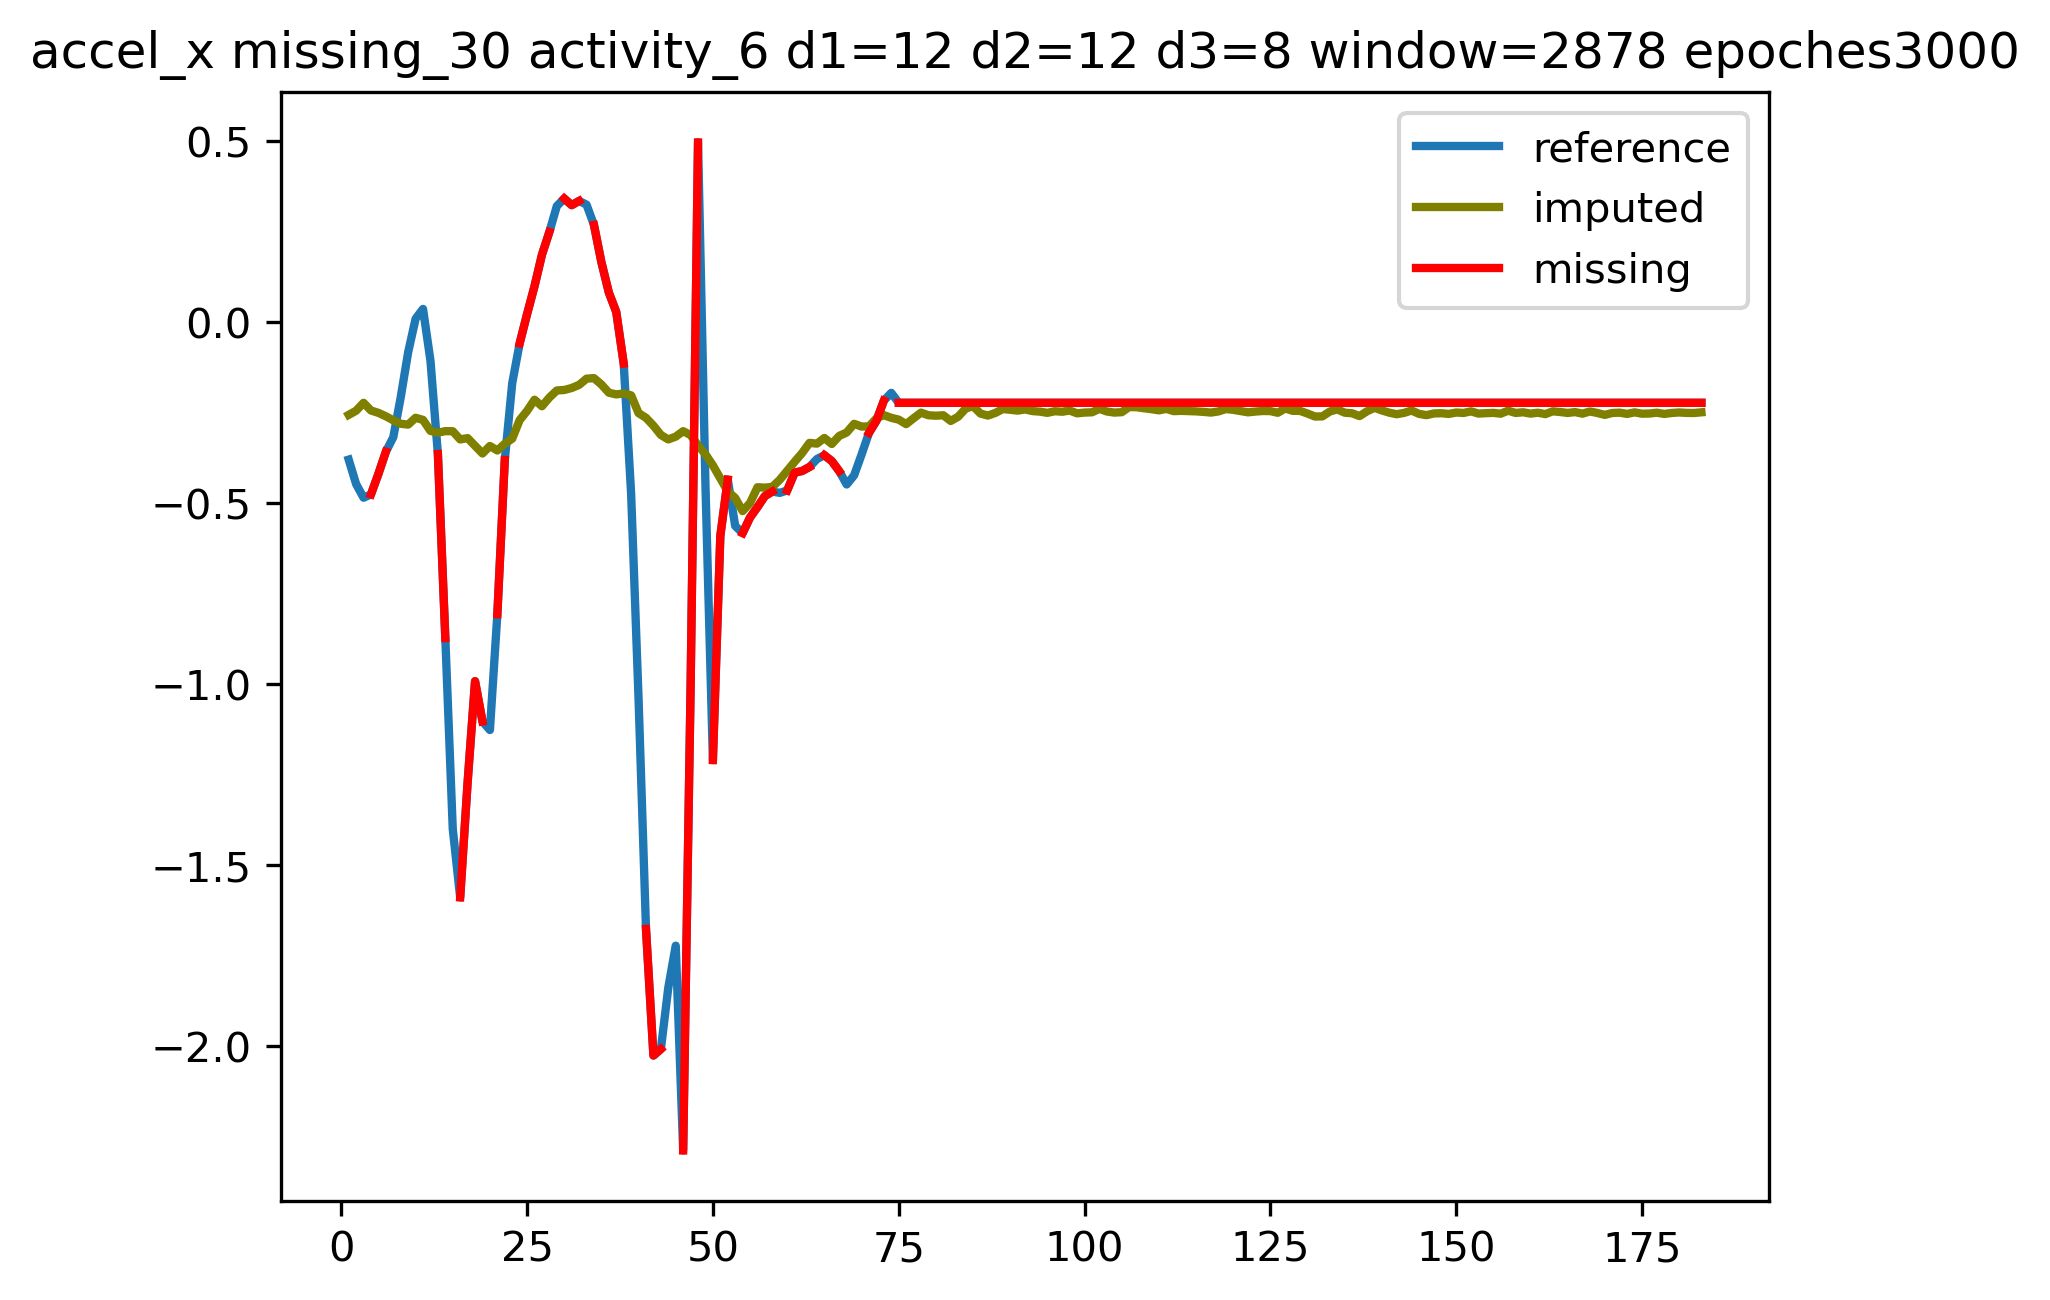 accel_x missing_30 activity_6 d1=12 d2=12 d3=8 window=2878 epoches3000
reference
imputed
missing
0.5
0.0
−0.5
−1.0
−1.5
−2.0
0 25 50 75 100 125 150 175